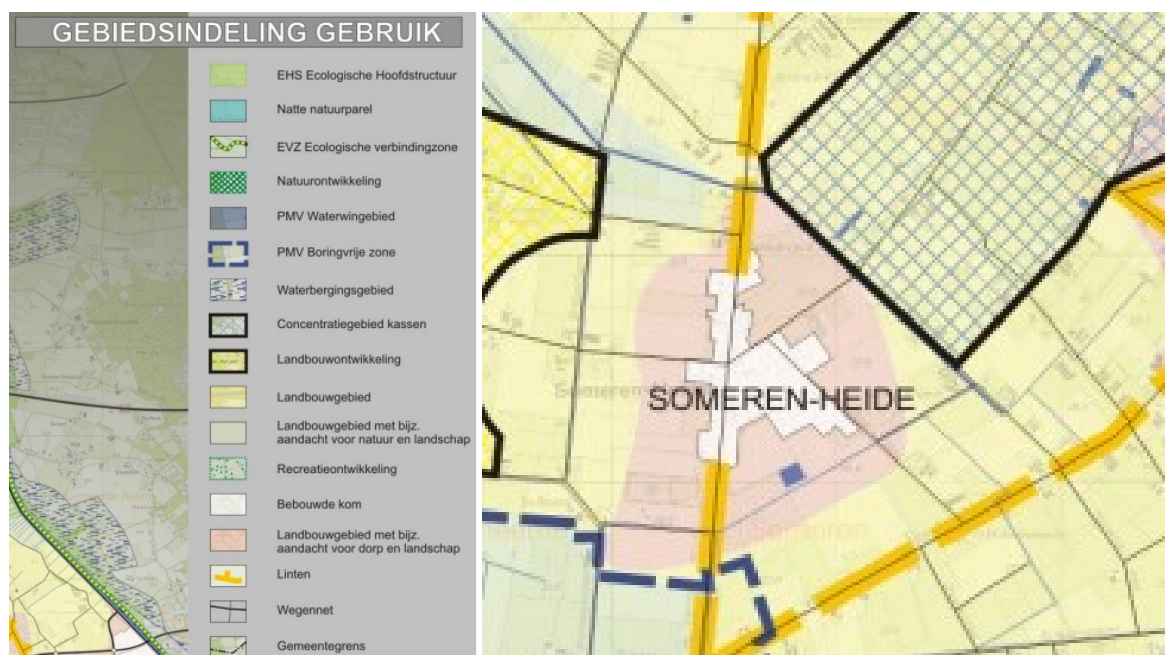 GEBIEDSINDELING GEBRUIK
EHS Ecologische Hoofdstructuur
Natte natuurparel
EVZ Ecologische verbindingzone
Natuurontwikkeling
PMV Waterwingebied
PMV Boringvrije zone
Waterbergingsgebied
Concentratiegebied kassen
Landbouwontwikkeling
Landbouwgebied
Landbouwgebied met bijz.
aandacht voor natuur en landschap
Recreatieontwikkeling
Bebouwde kom
Landbouwgebied met bijz.
aandacht voor dorp en landschap
Linten
Wegennet
Gemeentegrens
SOMEREN-HEIDE